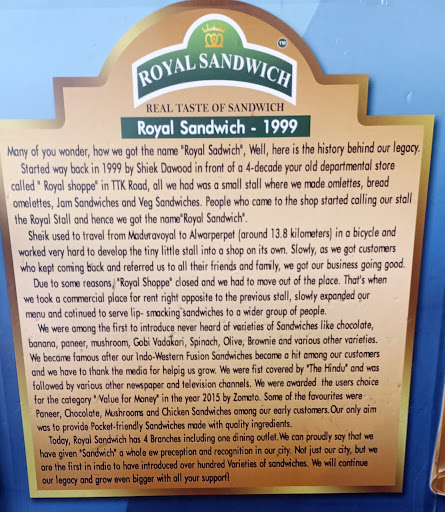 TM
ROYAL SANDWICH
REAL TASTE OF SANDWICH
Royal Sandwich - 1999
Many of you wonder, how we got the name "Royal Sadwich", Well, here is the history behind our legacy.
Started way back in 1999 by Shiek Dawood in front of a 4-decade your old departmental store
called " Royal shoppe" in TTK Road, all we had was a small stall where we made omlettes, bread
omelettes, Jam Sandwiches and Veg Sandwiches. People who came to the shop started calling our stall
the Royal Stall and hence we got the name"Royal Sandwich".
Sheik used to travel from Maduravoyal to Alwarperpet (around 13.8 kilometers) in a bicycle and
worked very hard to develop the tiny little stall into a shop on its own. Slowly, as we got customers
who kept coming back and referred us to all their friends and family, we got our business going good.
Due to some reasons, "Royal Shoppe" closed and we had to move out of the place. That's when
we took a commercial place for rent right opposite to the previous stall, slowly expanded our
menu and cotinued to serve lip- smacking sandwiches to a wider group of people.
We were among the first to introduce never heard of varieties of Sandwiches like chocolate,
banana, paneer, mushroom, Gobi Vadakari, Spinach, Olive, Brownie and various other varieties.
We became famous after our Indo-Western Fusion Sandwiches became a hit among our customers
and we have to thank the media for helpig us grow. We were fist covered by "The Hindu" and was
followed by various other newspaper and television channels. We were awarded the users choice
for the category "Value for Money" in the year 2015 by Zomato. Some of the favourites were
Paneer, Chocolate, Mushrooms and Chicken Sandwiches among our early customers.Our only aim
was to provide Pocket-friendly Sandwiches made with quality ingredients.
Today, Royal Sandwich has 4 Branches including one dining outlet.We can proudly say that we
have given "Sandwich" a whole ew preception and recognition in our city. Not just our city, but we
are the first in india to have introduced over hundred Varieties of sandwiches. We will continue
our legacy and grow even bigger with all your support!